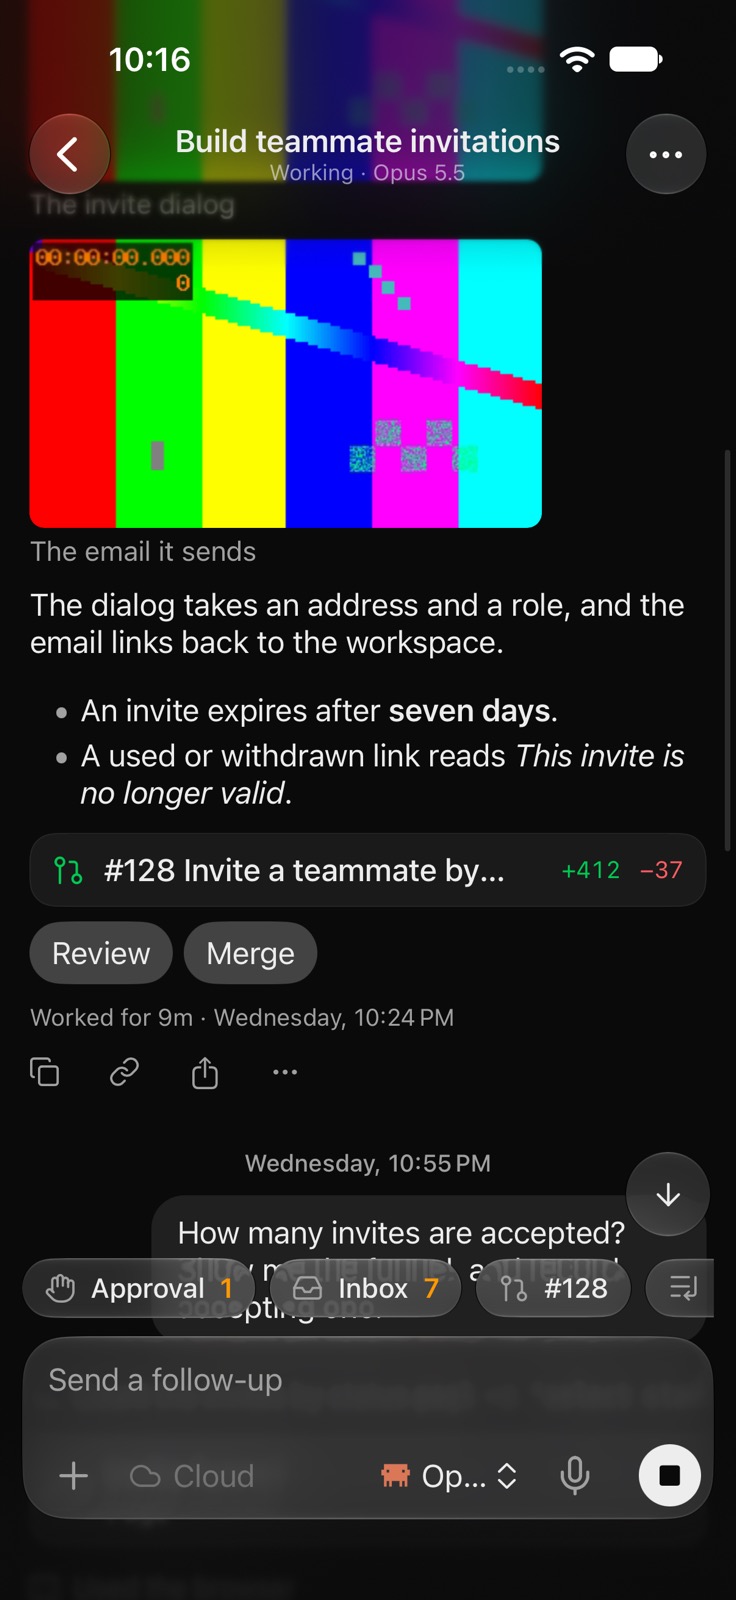 10:16
Build teammate invitations
Working · Opus 5.5
The invite dialog
00:00:00.000
0
The email it sends
The dialog takes an address and a role, and the
email links back to the workspace.
• An invite expires after seven days.
• A used or withdrawn link reads This invite is
no longer valid.
#128 Invite a teammate by... +412 −37
Review Merge
Worked for 9m · Wednesday, 10:24 PM
Wednesday, 10:55 PM
How many invites are accepted?
Approval 1 Inbox 7 #128
Send a follow-up
Cloud Op...